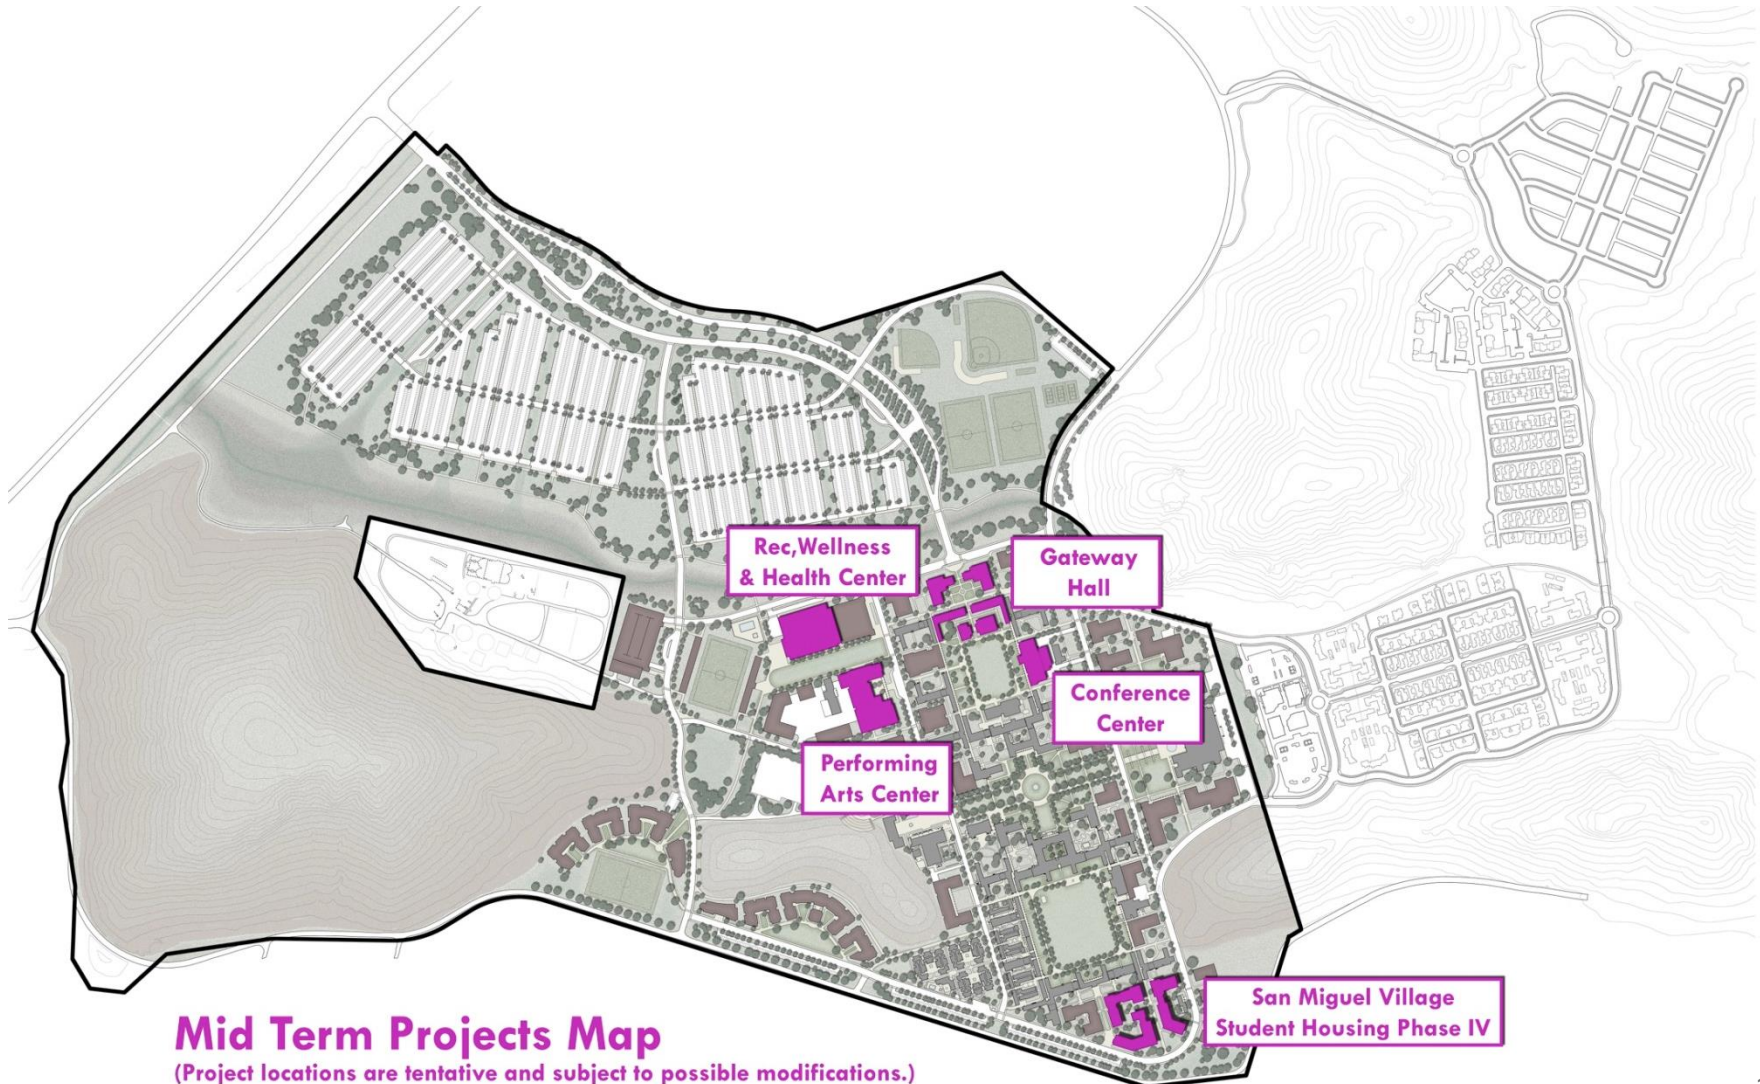 Rec,Wellness
& Health Center
Gateway
Hall
Conference
Center
Performing
Arts Center
San Miguel Village
Student Housing Phase IV
Mid Term Projects Map
(Project locations are tentative and subject to possible modifications.)